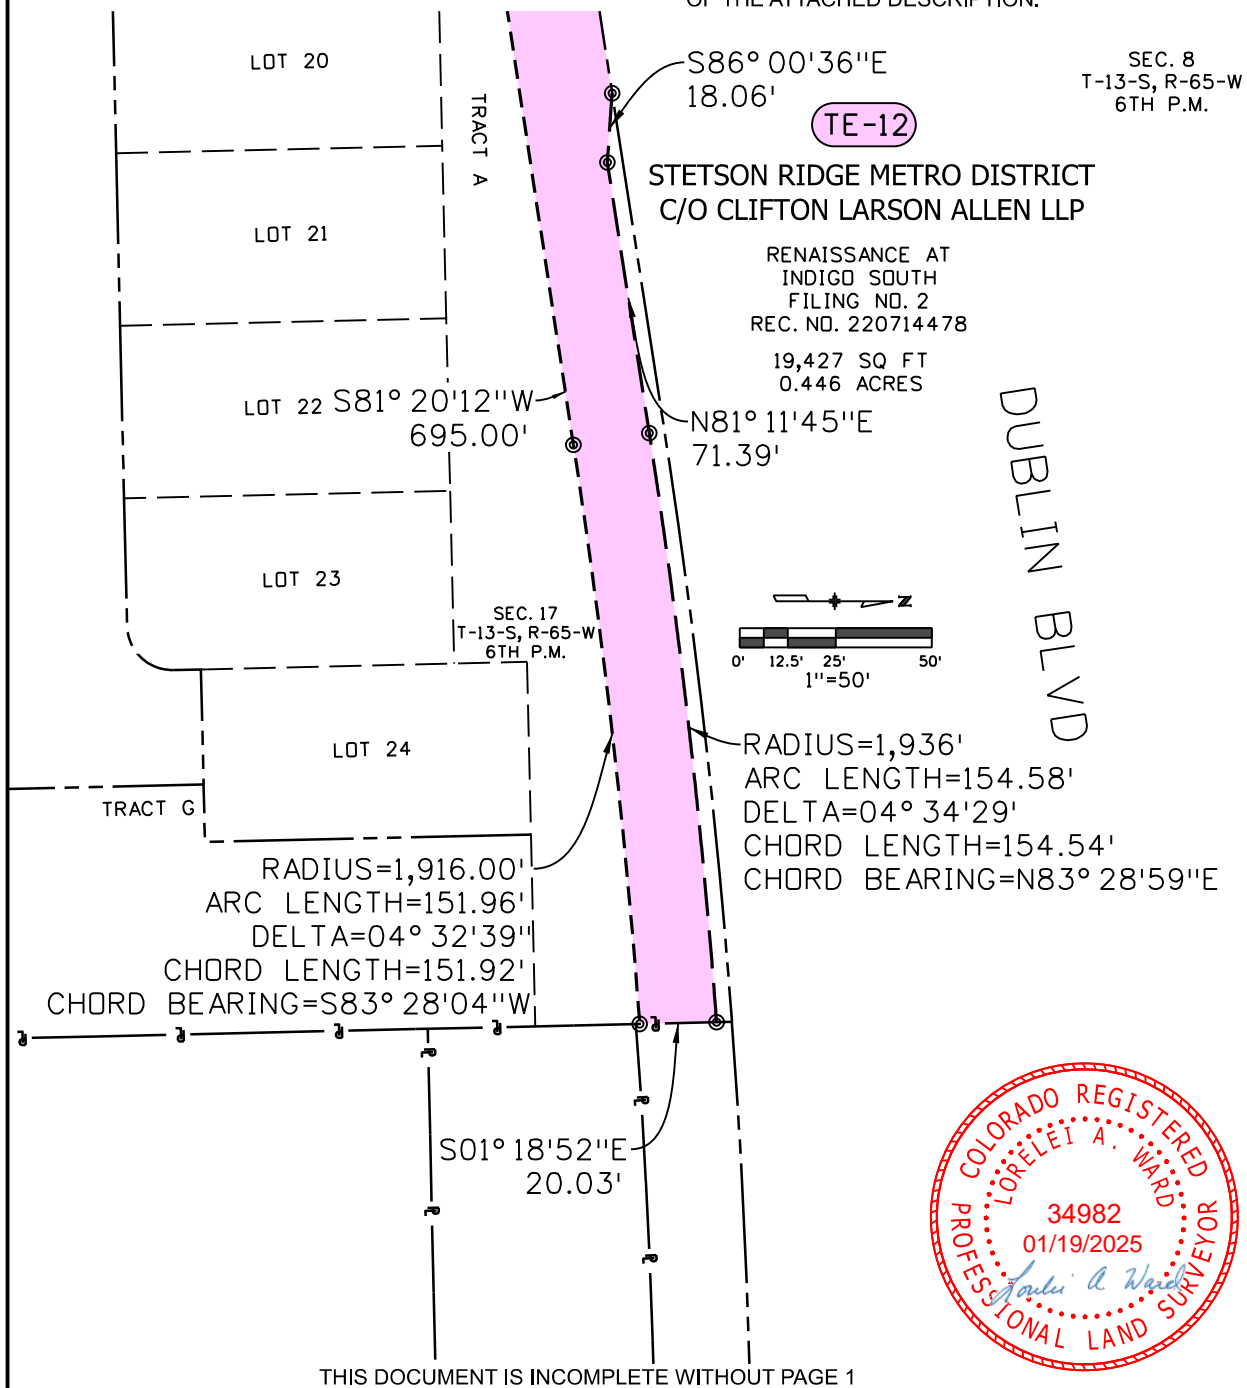 OF THE ATTACHED DESCRIPTION.
LOT 20
TRACT A
S86° 00'36"E
18.06'
SEC. 8
T-13-S, R-65-W
6TH P.M.
TE-12
STETSON RIDGE METRO DISTRICT
C/O CLIFTON LARSON ALLEN LLP
LOT 21
RENAISSANCE AT
INDIGO SOUTH
FILING NO. 2
REC. NO. 220714478
19,427 SQ FT
0.446 ACRES
LOT 22
S81° 20'12"W
695.00'
N81° 11'45"E
71.39'
DUBLIN BLVD
LOT 23
SEC. 17
T-13-S, R-65-W
6TH P.M.
N
0' 12.5' 25' 50'
1"=50'
LOT 24
TRACT G
RADIUS=1,936'
ARC LENGTH=154.58'
DELTA=04° 34'29'
CHORD LENGTH=154.54'
CHORD BEARING=N83° 28'59"E
RADIUS=1,916.00'
ARC LENGTH=151.96'
DELTA=04° 32'39"
CHORD LENGTH=151.92'
CHORD BEARING=S83° 28'04"W
S01° 18'52"E
20.03'
COLORADO REGISTERED
LORELEI A. WARD
34982
01/19/2025
Lorelei A Ward
PROFESSIONAL LAND SURVEYOR
THIS DOCUMENT IS INCOMPLETE WITHOUT PAGE 1